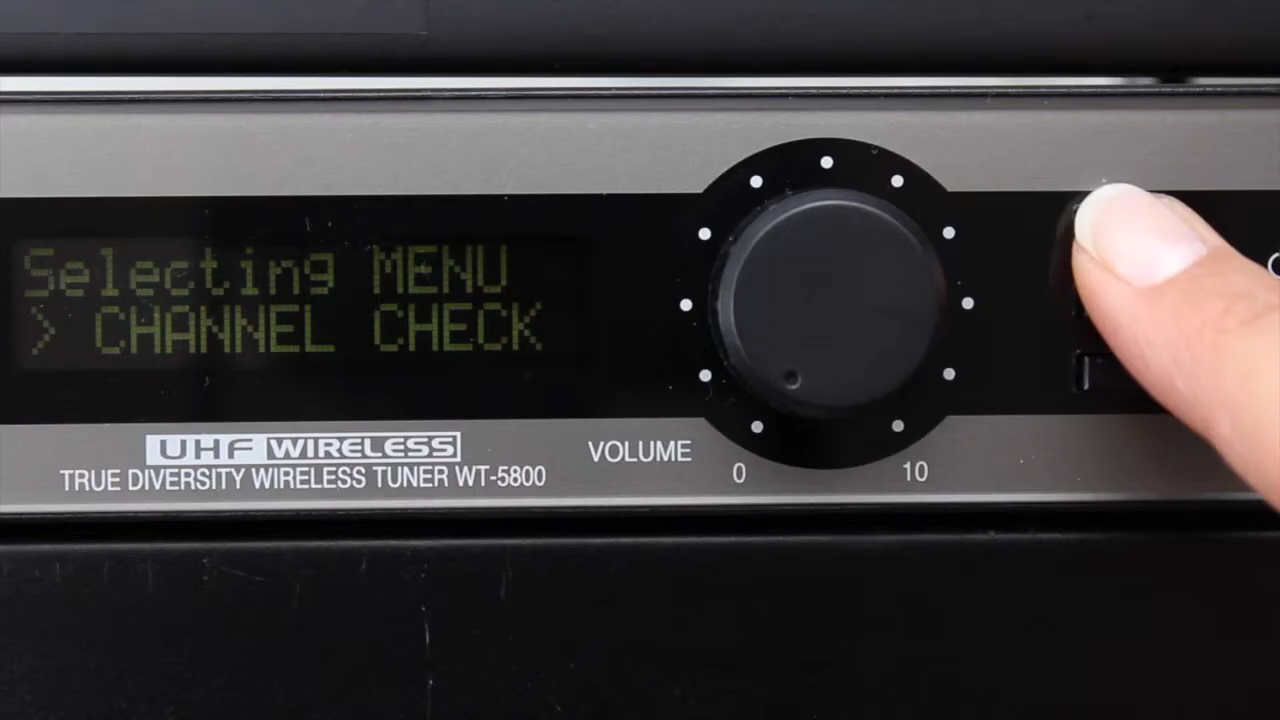 Selecting MENU
> CHANNEL CHECK
UHF WIRELESS
TRUE DIVERSITY WIRELESS TUNER WT-5800
VOLUME
0
10